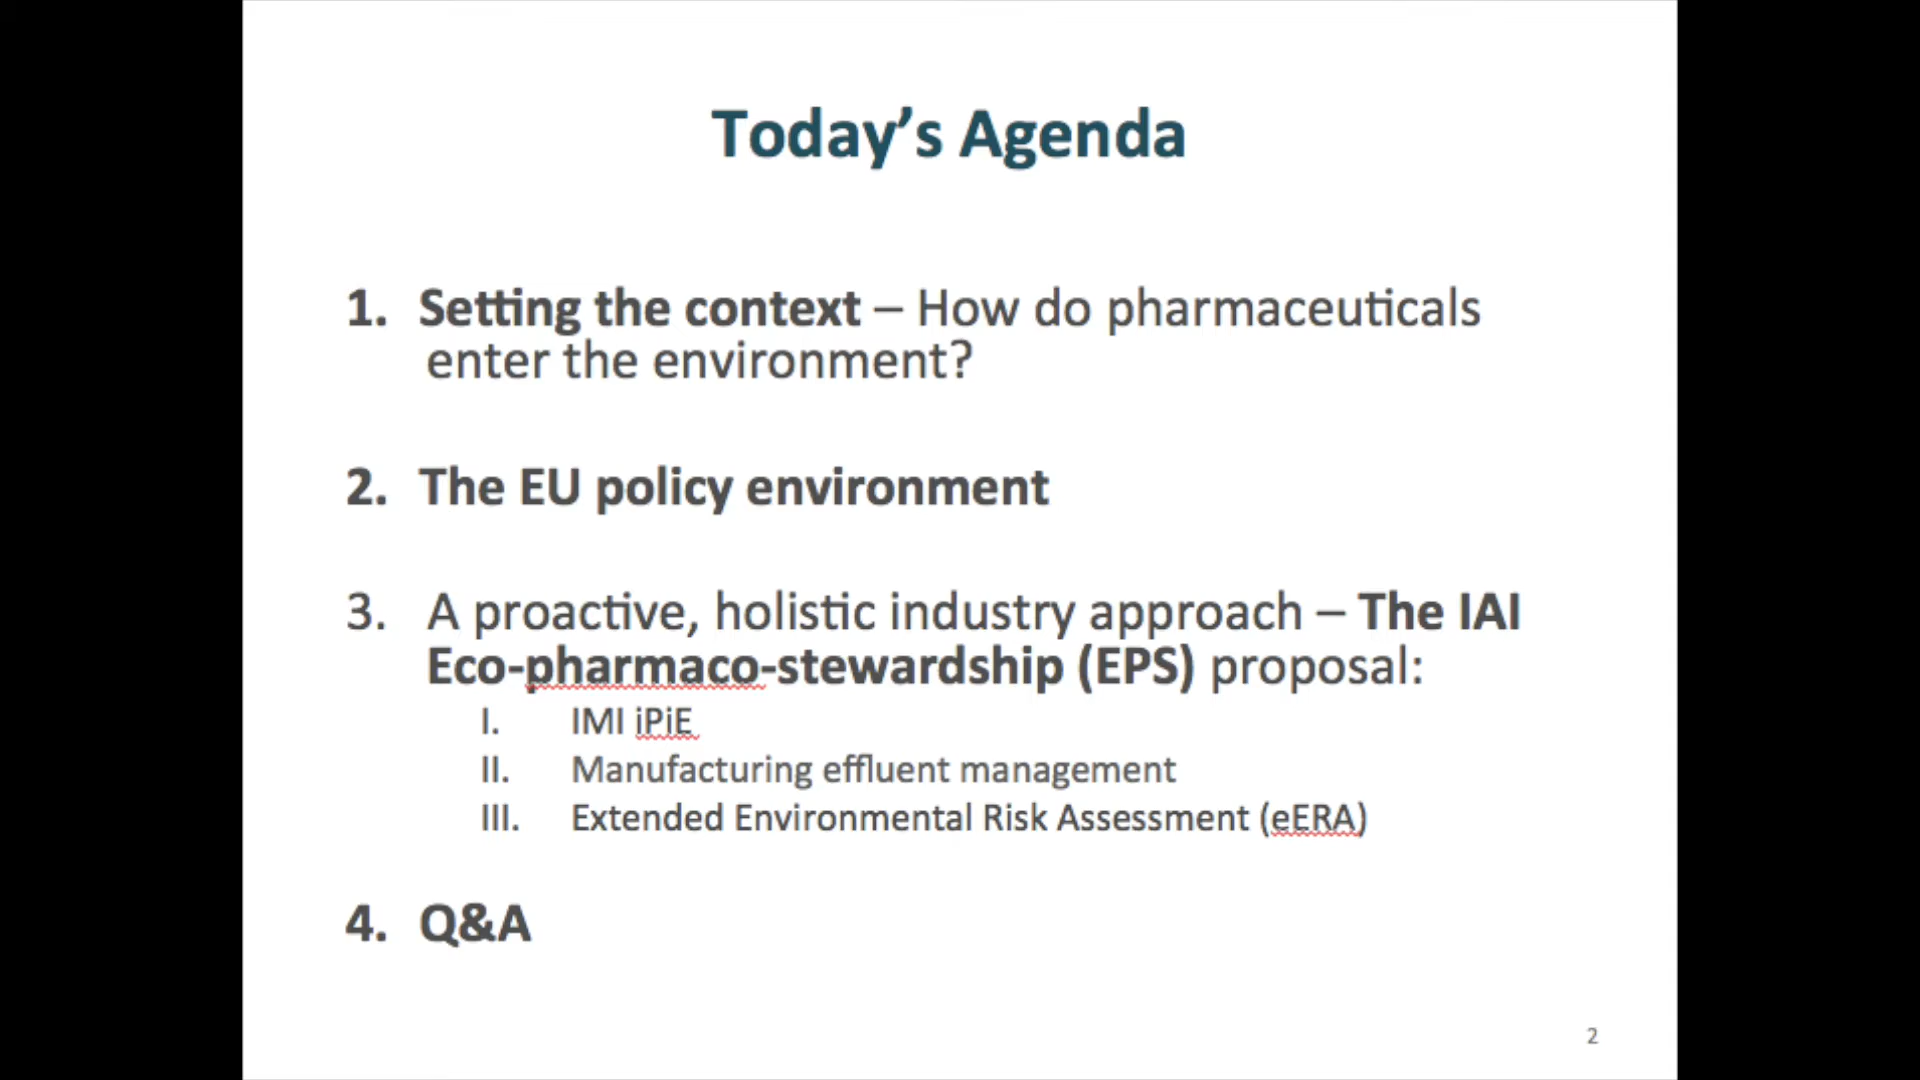 Today’s Agenda
1. Setting the context – How do pharmaceuticals
enter the environment?
2. The EU policy environment
3. A proactive, holistic industry approach – The IAI
Eco-pharmaco-stewardship (EPS) proposal:
I. IMI iPiE
II. Manufacturing effluent management
III. Extended Environmental Risk Assessment (eERA)
4. Q&A
2